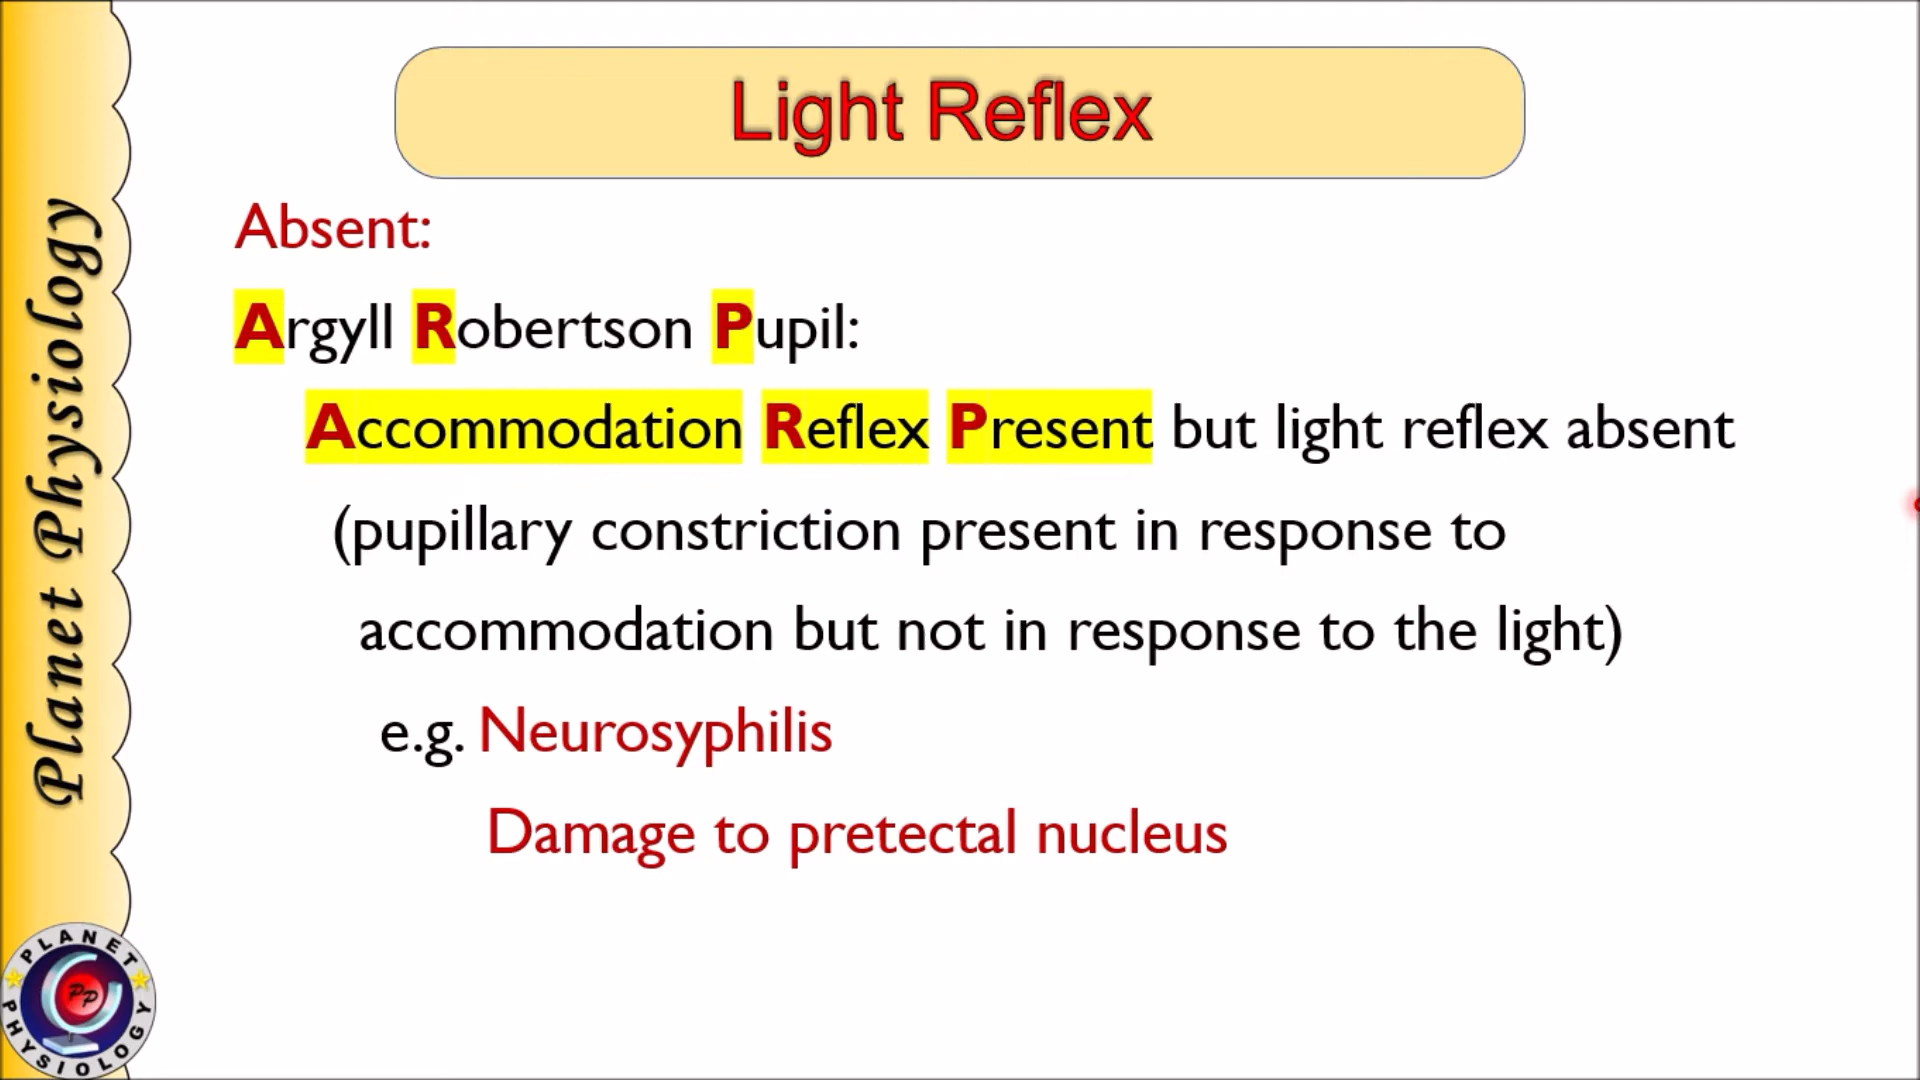 Light Reflex
Absent:
Argyll Robertson Pupil:
Accommodation Reflex Present but light reflex absent
(pupillary constriction present in response to
accommodation but not in response to the light)
e.g. Neurosyphilis
Damage to pretectal nucleus
Planet Physiology
PLANET
PP
PHYSIOLOGY